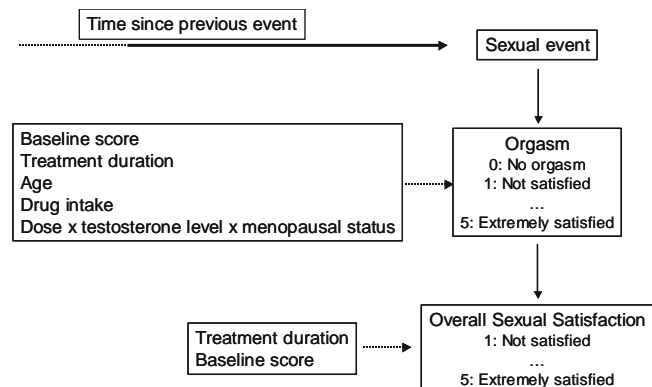 Time since previous event
Sexual event
Baseline score
Treatment duration
Age
Drug intake
Dose x testosterone level x menopausal status
Orgasm
0: No orgasm
1: Not satisfied
...
5: Extremely satisfied
Treatment duration
Baseline score
Overall Sexual Satisfaction
1: Not satisfied
...
5: Extremely satisfied